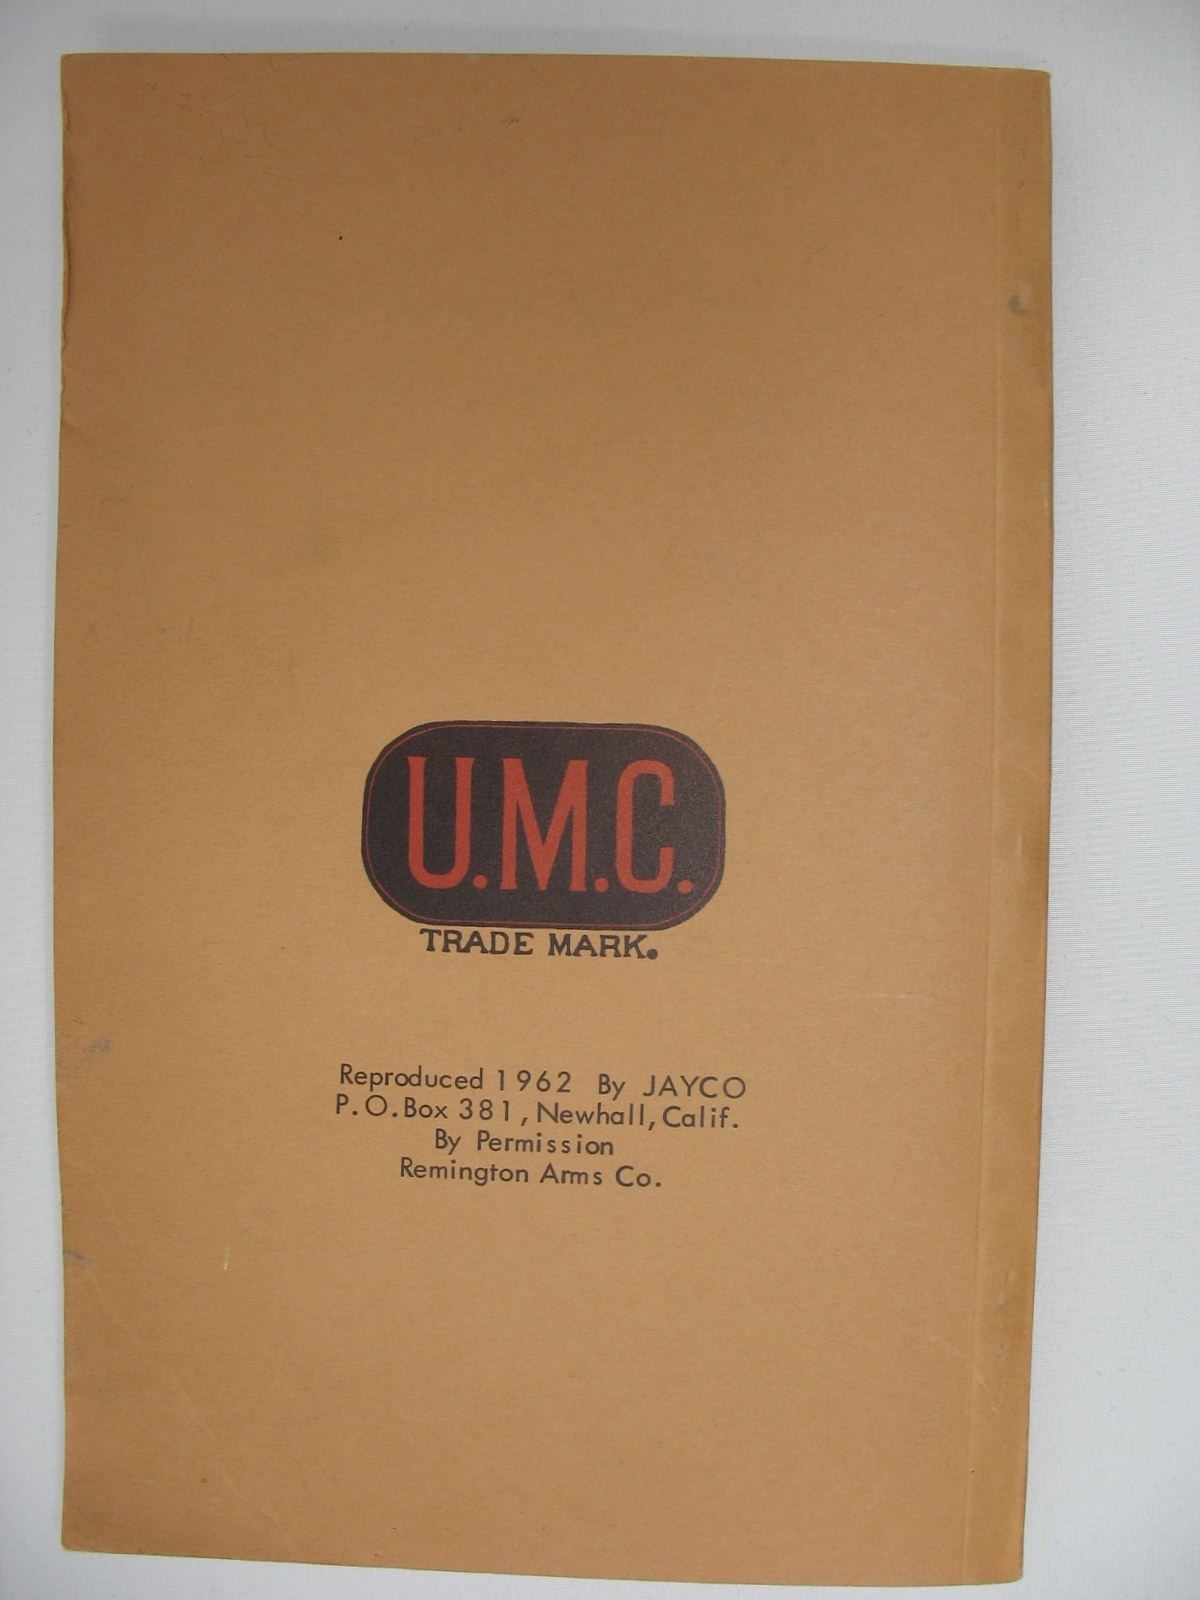 U.M.C.
TRADE MARK.
Reproduced 1962 By JAYCO
P.O.Box 381, Newhall, Calif.
By Permission
Remington Arms Co.